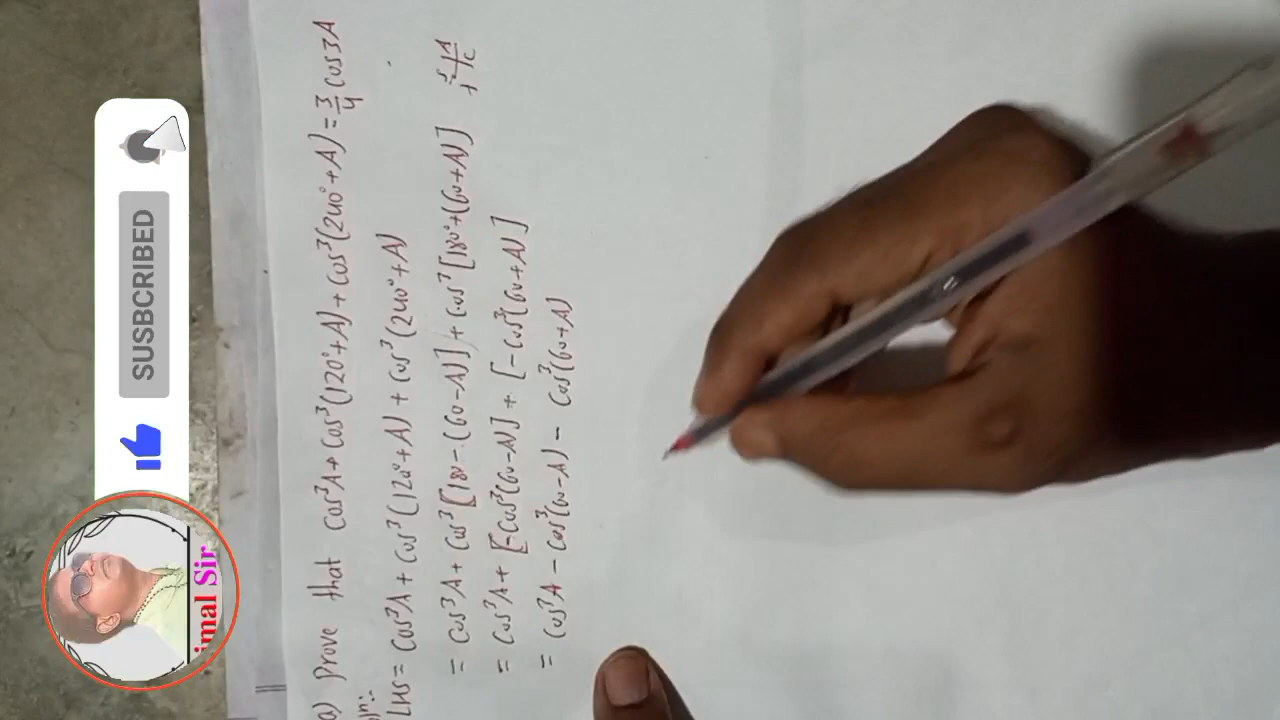 a) prove that cos³A + cos³(120°+A) + cos³(240°+A) = 3/4 cos3A
LHS = cos³A + cos³(120°+A) + cos³(240°+A)
= cos³A + cos³[180-(60-A)] + cos³[180°+(60+A)]
= cos³A + [-cos³(60-A)] + [-cos³(60+A)]
= cos³A - cos³(60-A) - cos³(60+A)
SUSBCRIBED
imal Sir